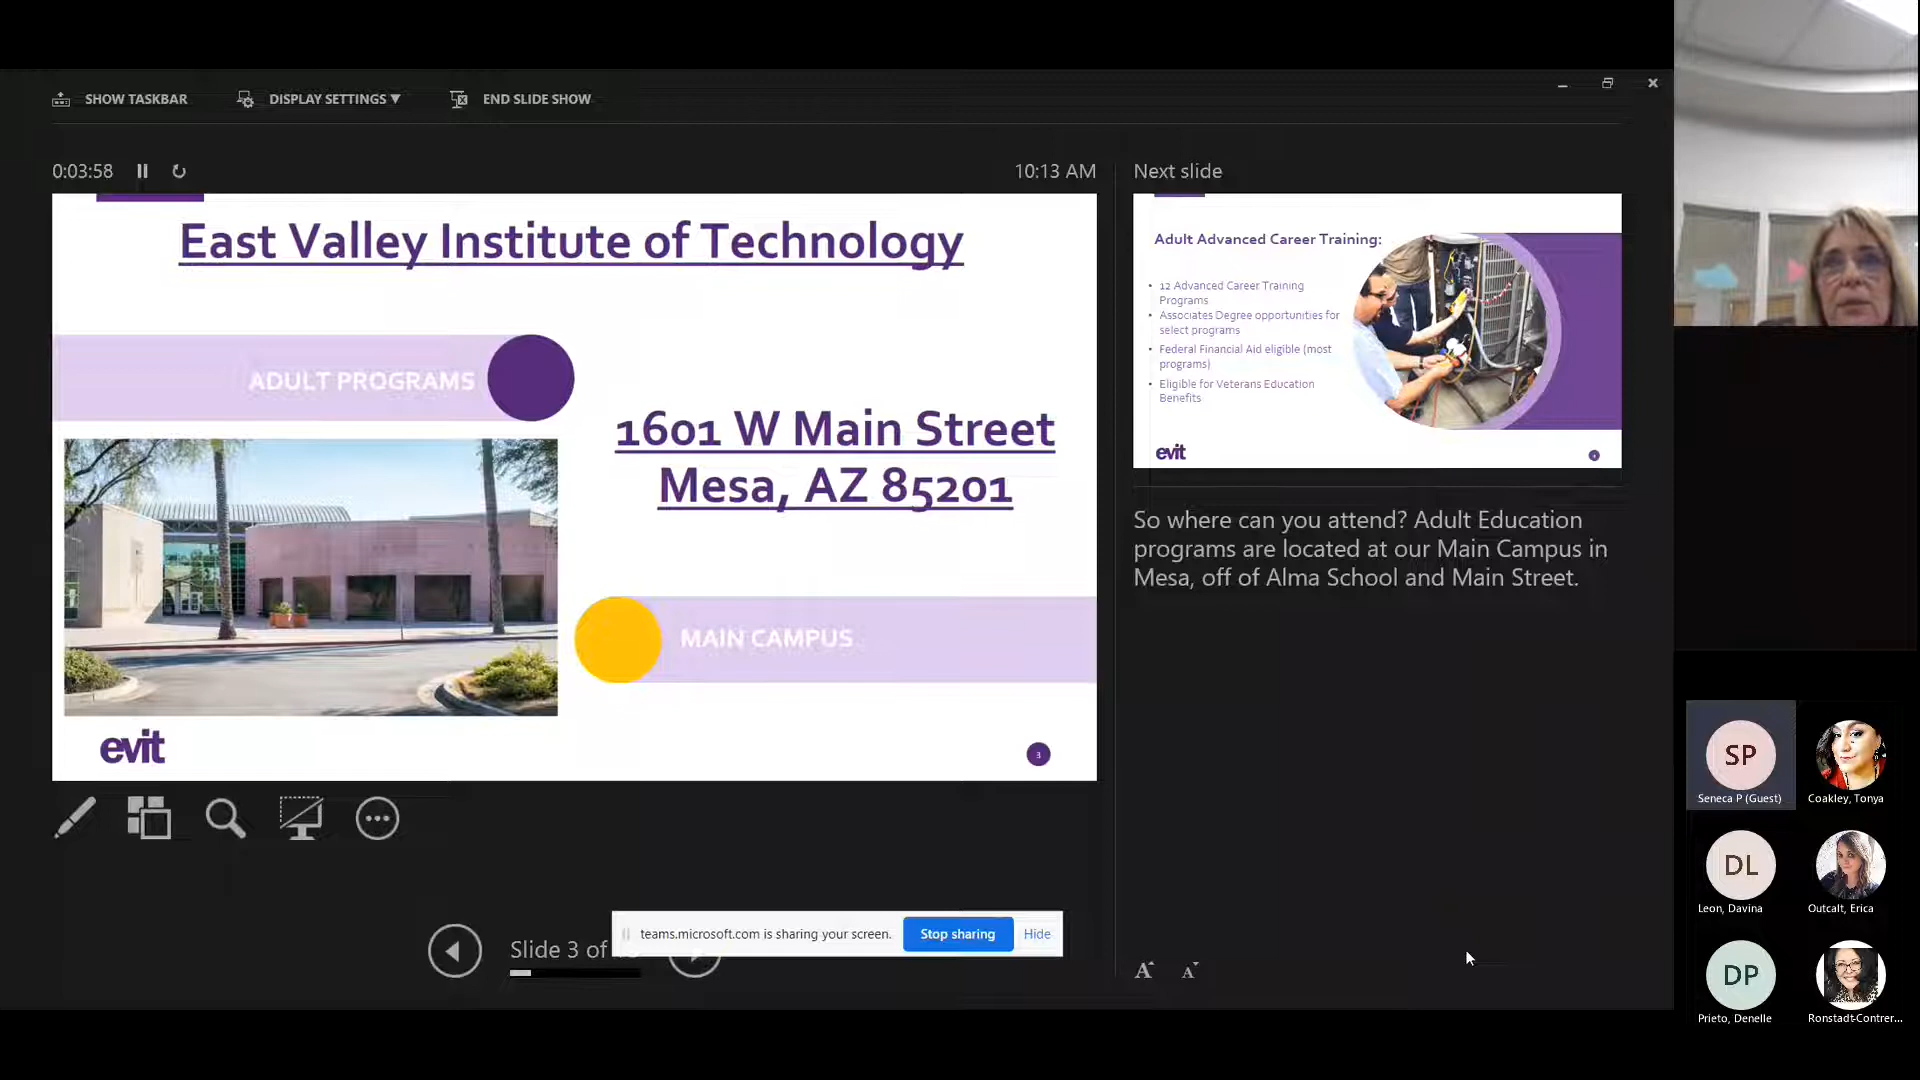 SHOW TASKBAR
DISPLAY SETTINGS ▼
END SLIDE SHOW
0:03:58
10:13 AM
Next slide
East Valley Institute of Technology
ADULT PROGRAMS
1601 W Main Street
Mesa, AZ 85201
MAIN CAMPUS
evit
3
Adult Advanced Career Training:
• 12 Advanced Career Training
Programs
• Associates Degree opportunities for
select programs
• Federal Financial Aid eligible (most
programs)
• Eligible for Veterans Education
Benefits
evit
4
So where can you attend? Adult Education
programs are located at our Main Campus in
Mesa, off of Alma School and Main Street.
Slide 3 of
teams.microsoft.com is sharing your screen.
Stop sharing
Hide
A
A
SP
Seneca P (Guest)
Coakley, Tonya
DL
Leon, Davina
Outcalt, Erica
DP
Prieto, Denelle
Ronstadt-Contrer...